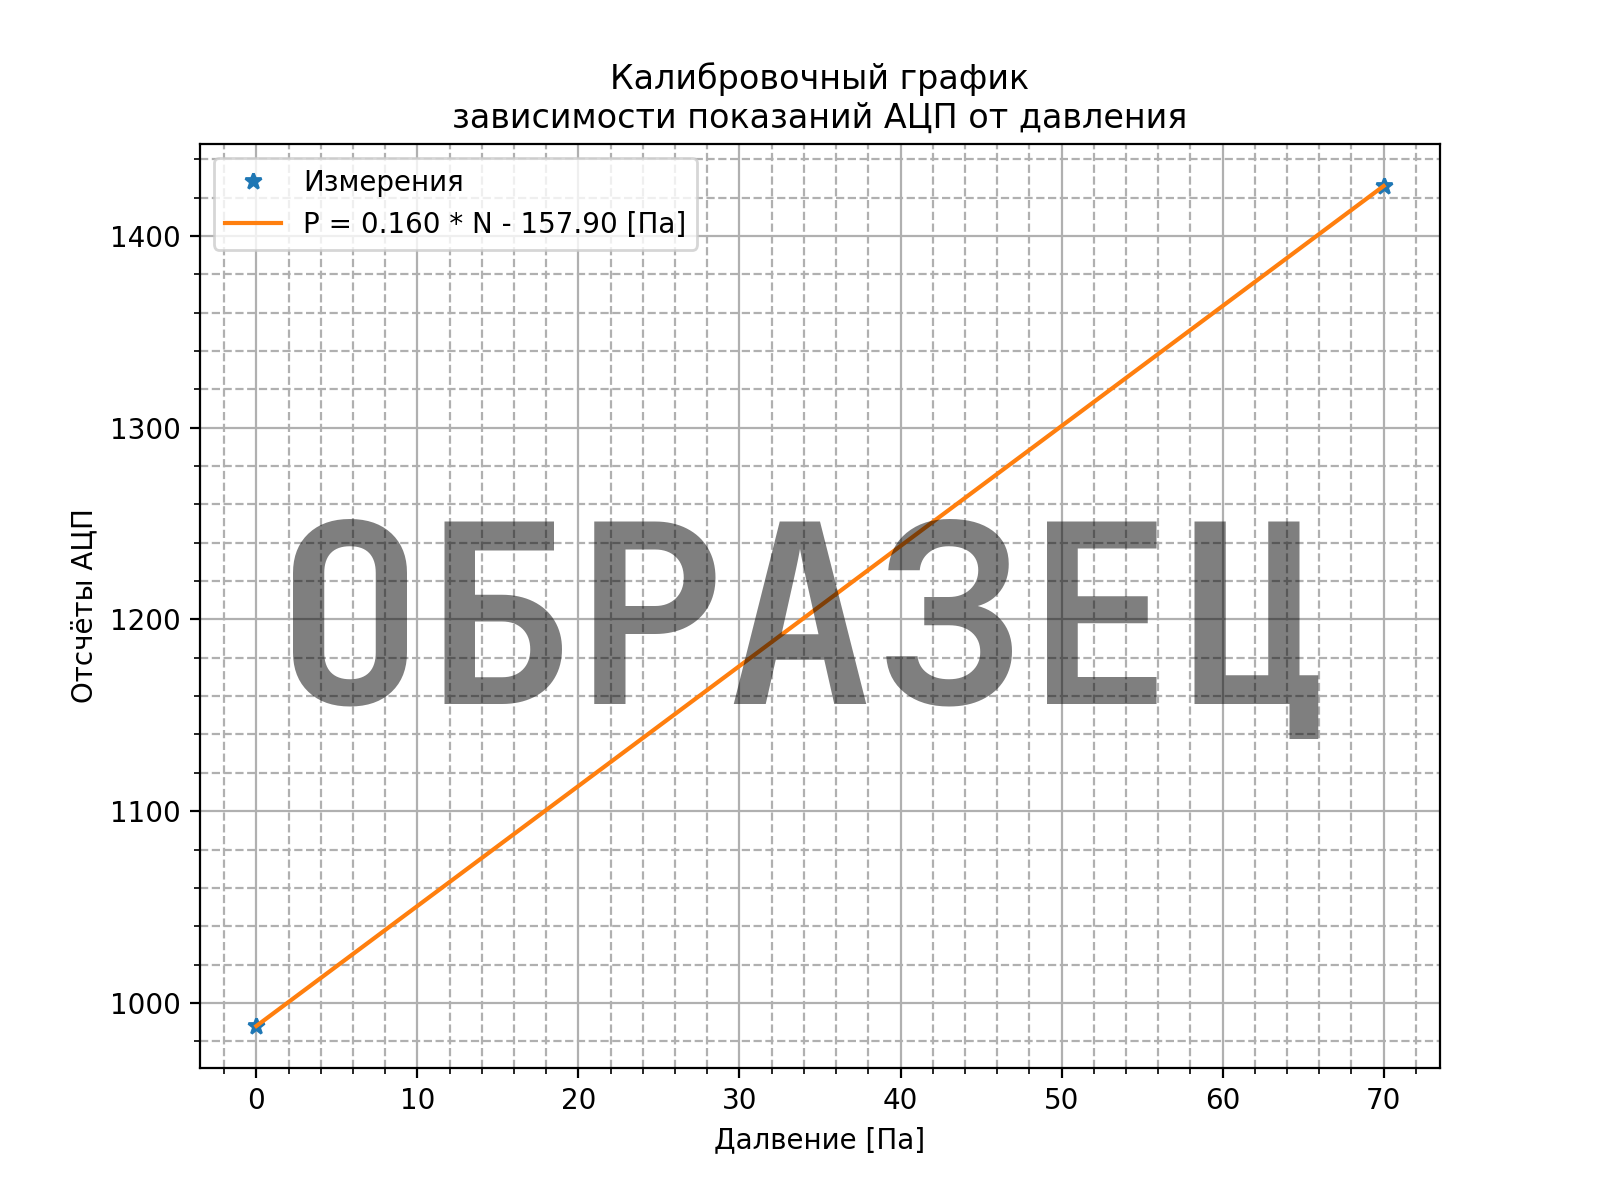 Калибровочный график
зависимости показаний АЦП от давления
Измерения
P = 0.160 * N - 157.90 [Па]
1400
1300
1200
1100
1000
Отсчёты АЦП
ОБРАЗЕЦ
0 10 20 30 40 50 60 70
Далвение [Па]